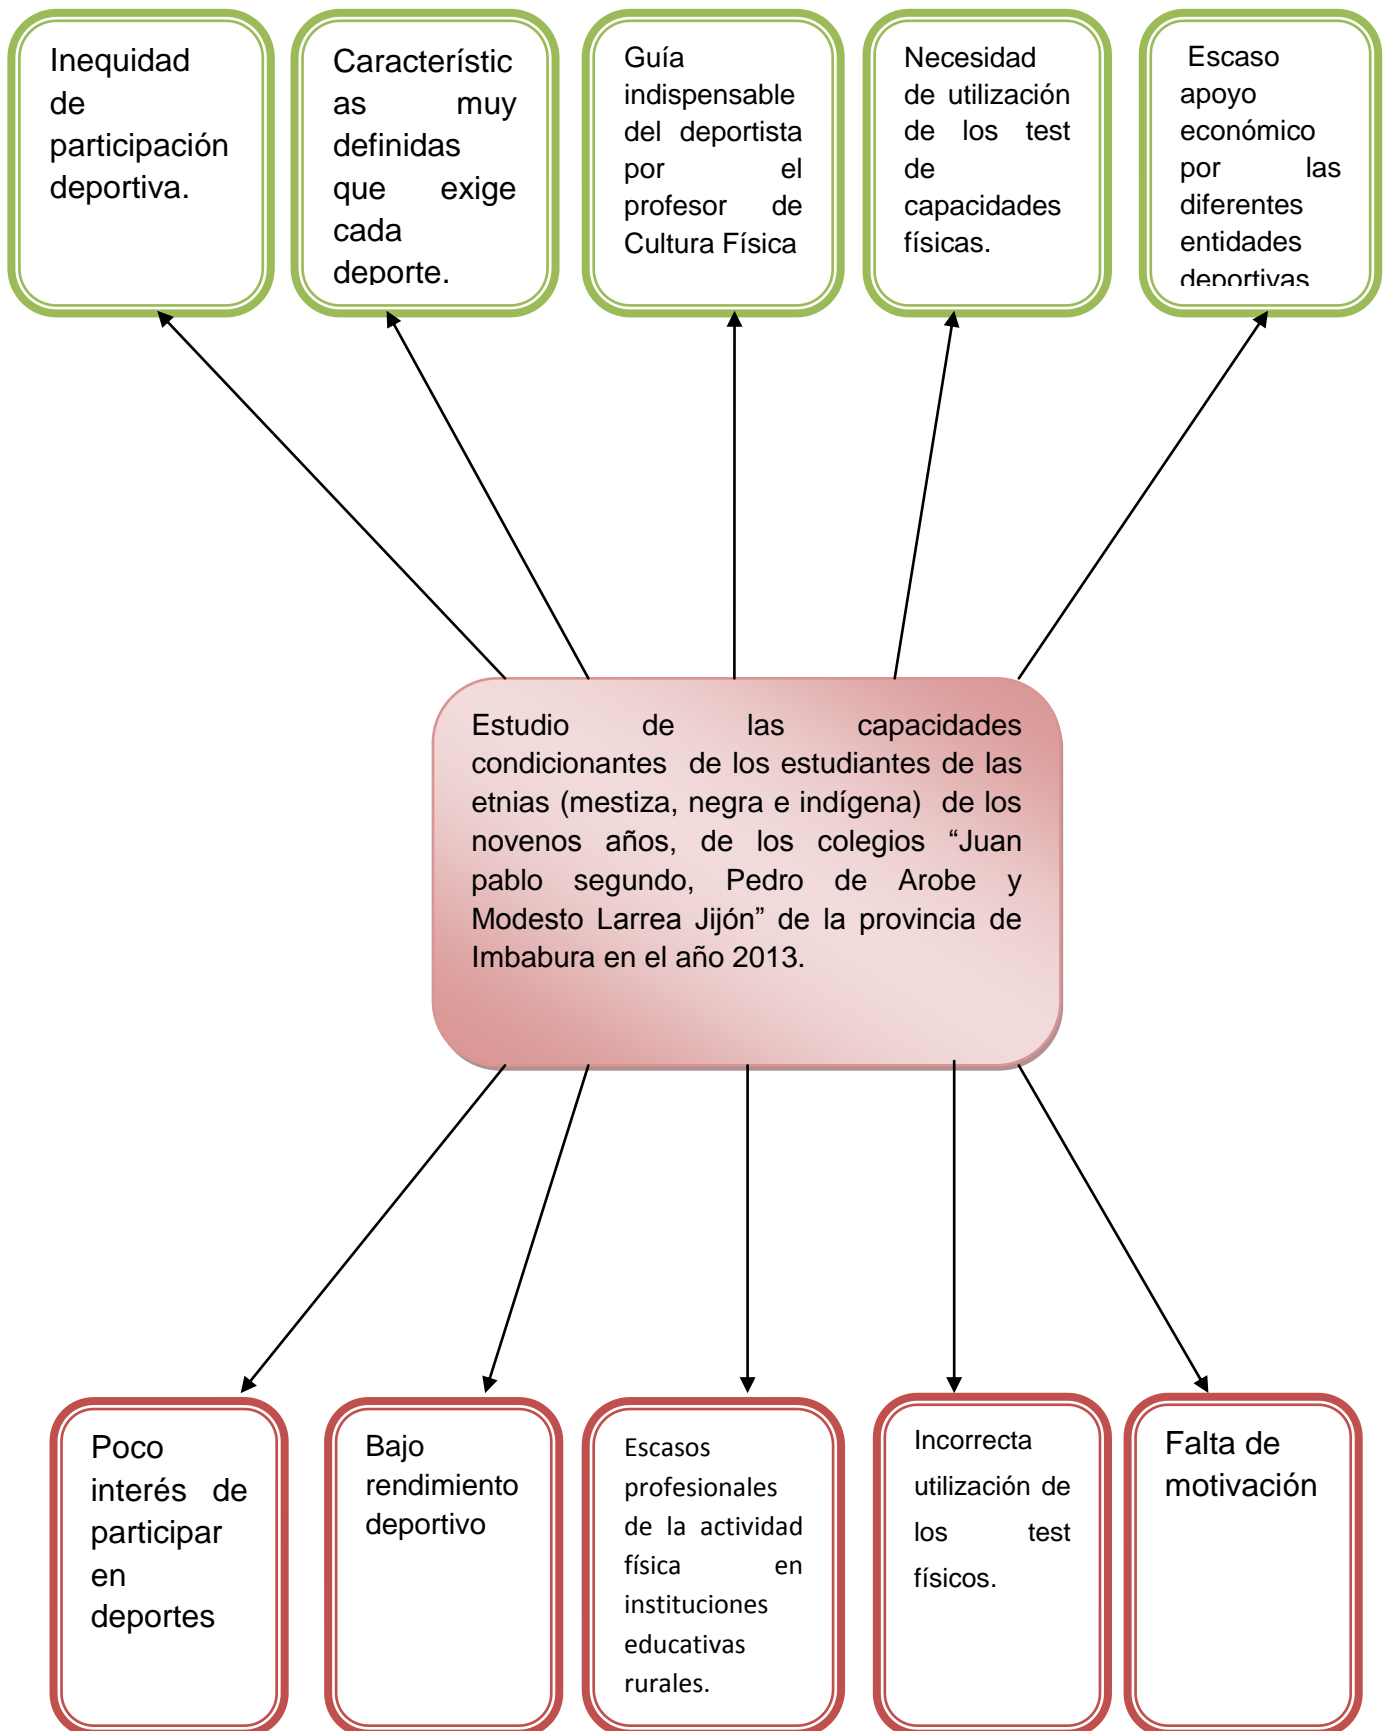 Inequidad
de
participación
deportiva.
Característic
as muy
definidas
que exige
cada
deporte.
Guía
indispensable
del deportista
por el
profesor de
Cultura Física
Necesidad
de utilización
de los test
de
capacidades
físicas.
Escaso
apoyo
económico
por las
diferentes
entidades
deportivas
Estudio de las capacidades
condicionantes de los estudiantes de las
etnias (mestiza, negra e indígena) de los
novenos años, de los colegios “Juan
pablo segundo, Pedro de Arobe y
Modesto Larrea Jijón” de la provincia de
Imbabura en el año 2013.
Poco
interés de
participar
en
deportes
Bajo
rendimiento
deportivo
Escasos
profesionales
de la actividad
física en
instituciones
educativas
rurales.
Incorrecta
utilización de
los test
físicos.
Falta de
motivación